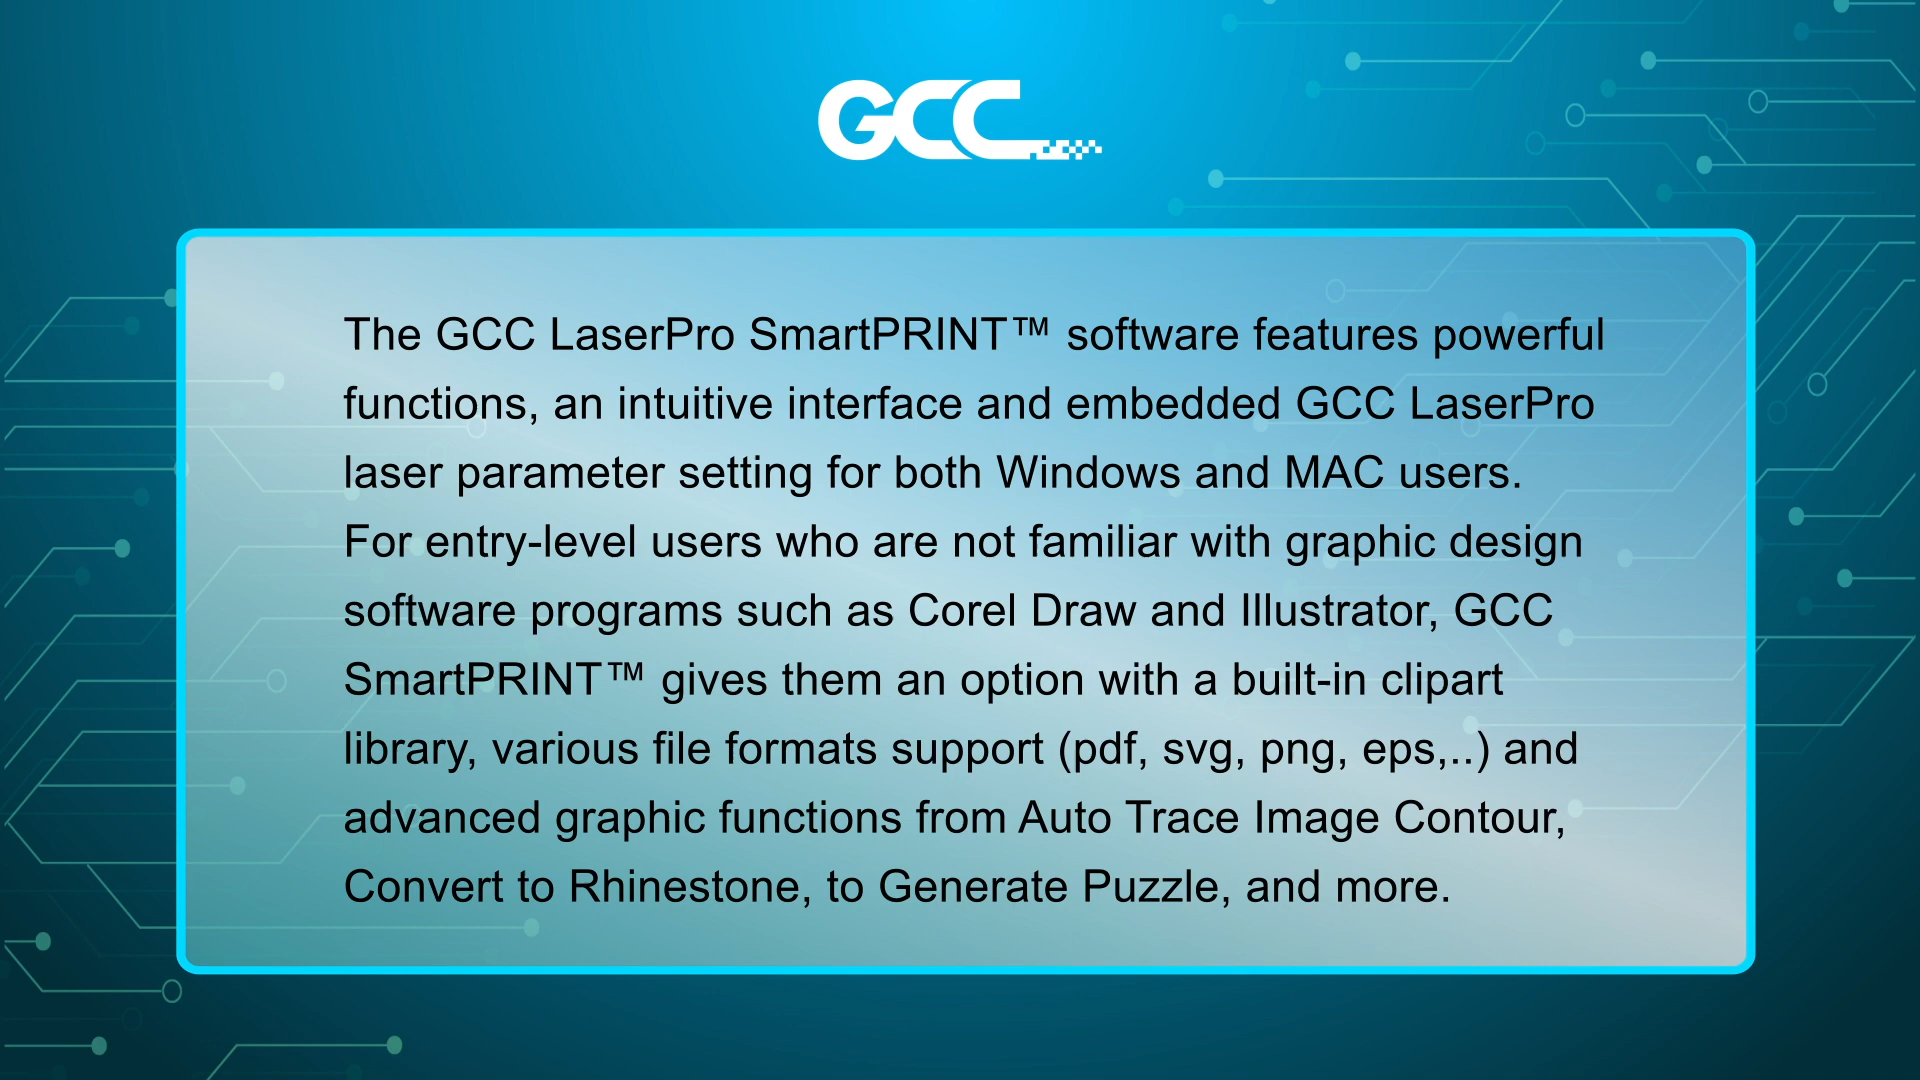 GCC
The GCC LaserPro SmartPRINT™ software features powerful
functions, an intuitive interface and embedded GCC LaserPro
laser parameter setting for both Windows and MAC users.
For entry-level users who are not familiar with graphic design
software programs such as Corel Draw and Illustrator, GCC
SmartPRINT™ gives them an option with a built-in clipart
library, various file formats support (pdf, svg, png, eps,..) and
advanced graphic functions from Auto Trace Image Contour,
Convert to Rhinestone, to Generate Puzzle, and more.